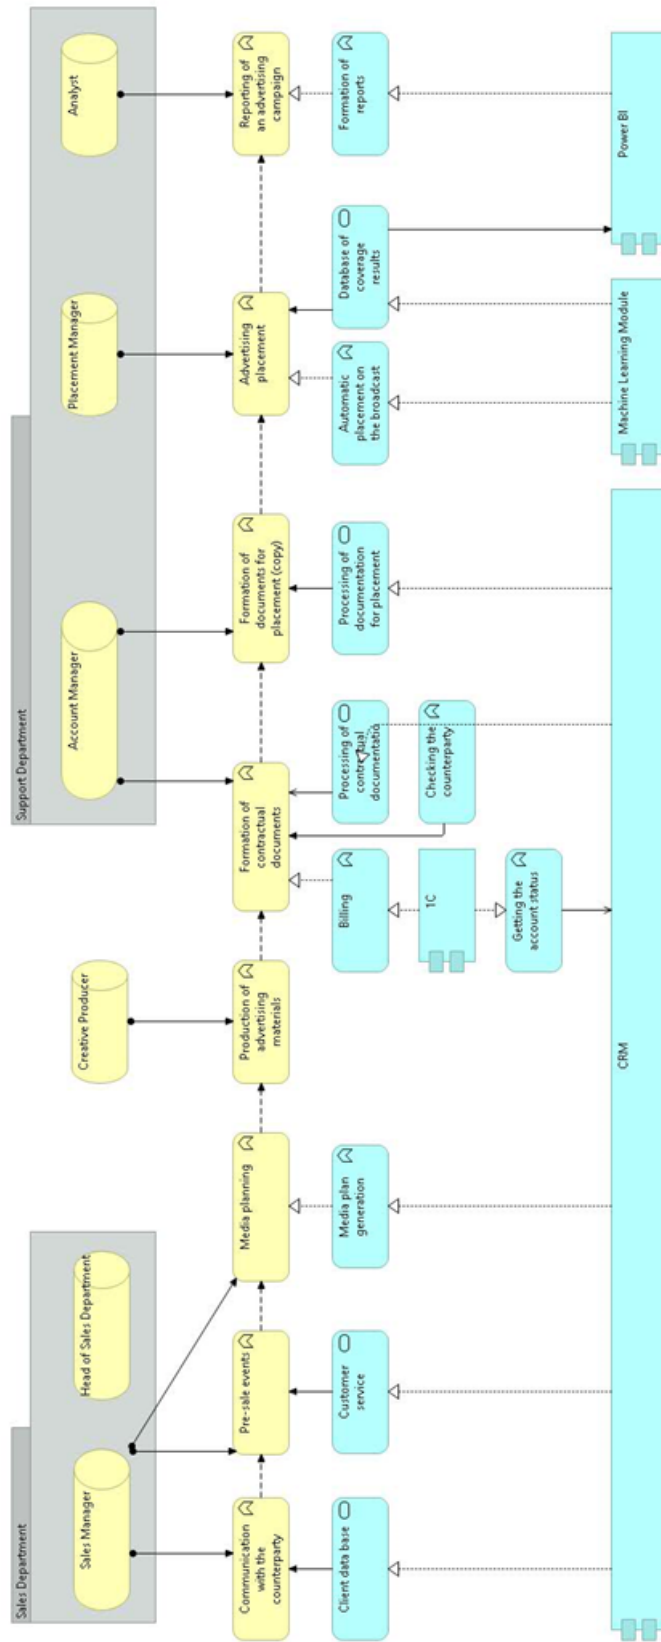 Sales Department
Sales Manager
Head of Sales Department
Creative Producer
Support Department
Account Manager
Placement Manager
Analyst
Communication
with the
counterparty
Pre-sale events
Media planning
Production of
advertising
materials
Formation of
contractual
documents
Formation of
documents for
placement (copy)
Advertising
placement
Reporting of
an advertising
campaign
Client data base
Customer
service
Media plan
generation
Billing
Processing of
contractual
documentatio
Processing of
documentation
for placement
Automatic
placement on
the broadcast
Database of
coverage
results
Formation of
reports
1C
Checking the
counterparty
Getting the
account status
CRM
Machine Learning Module
Power BI